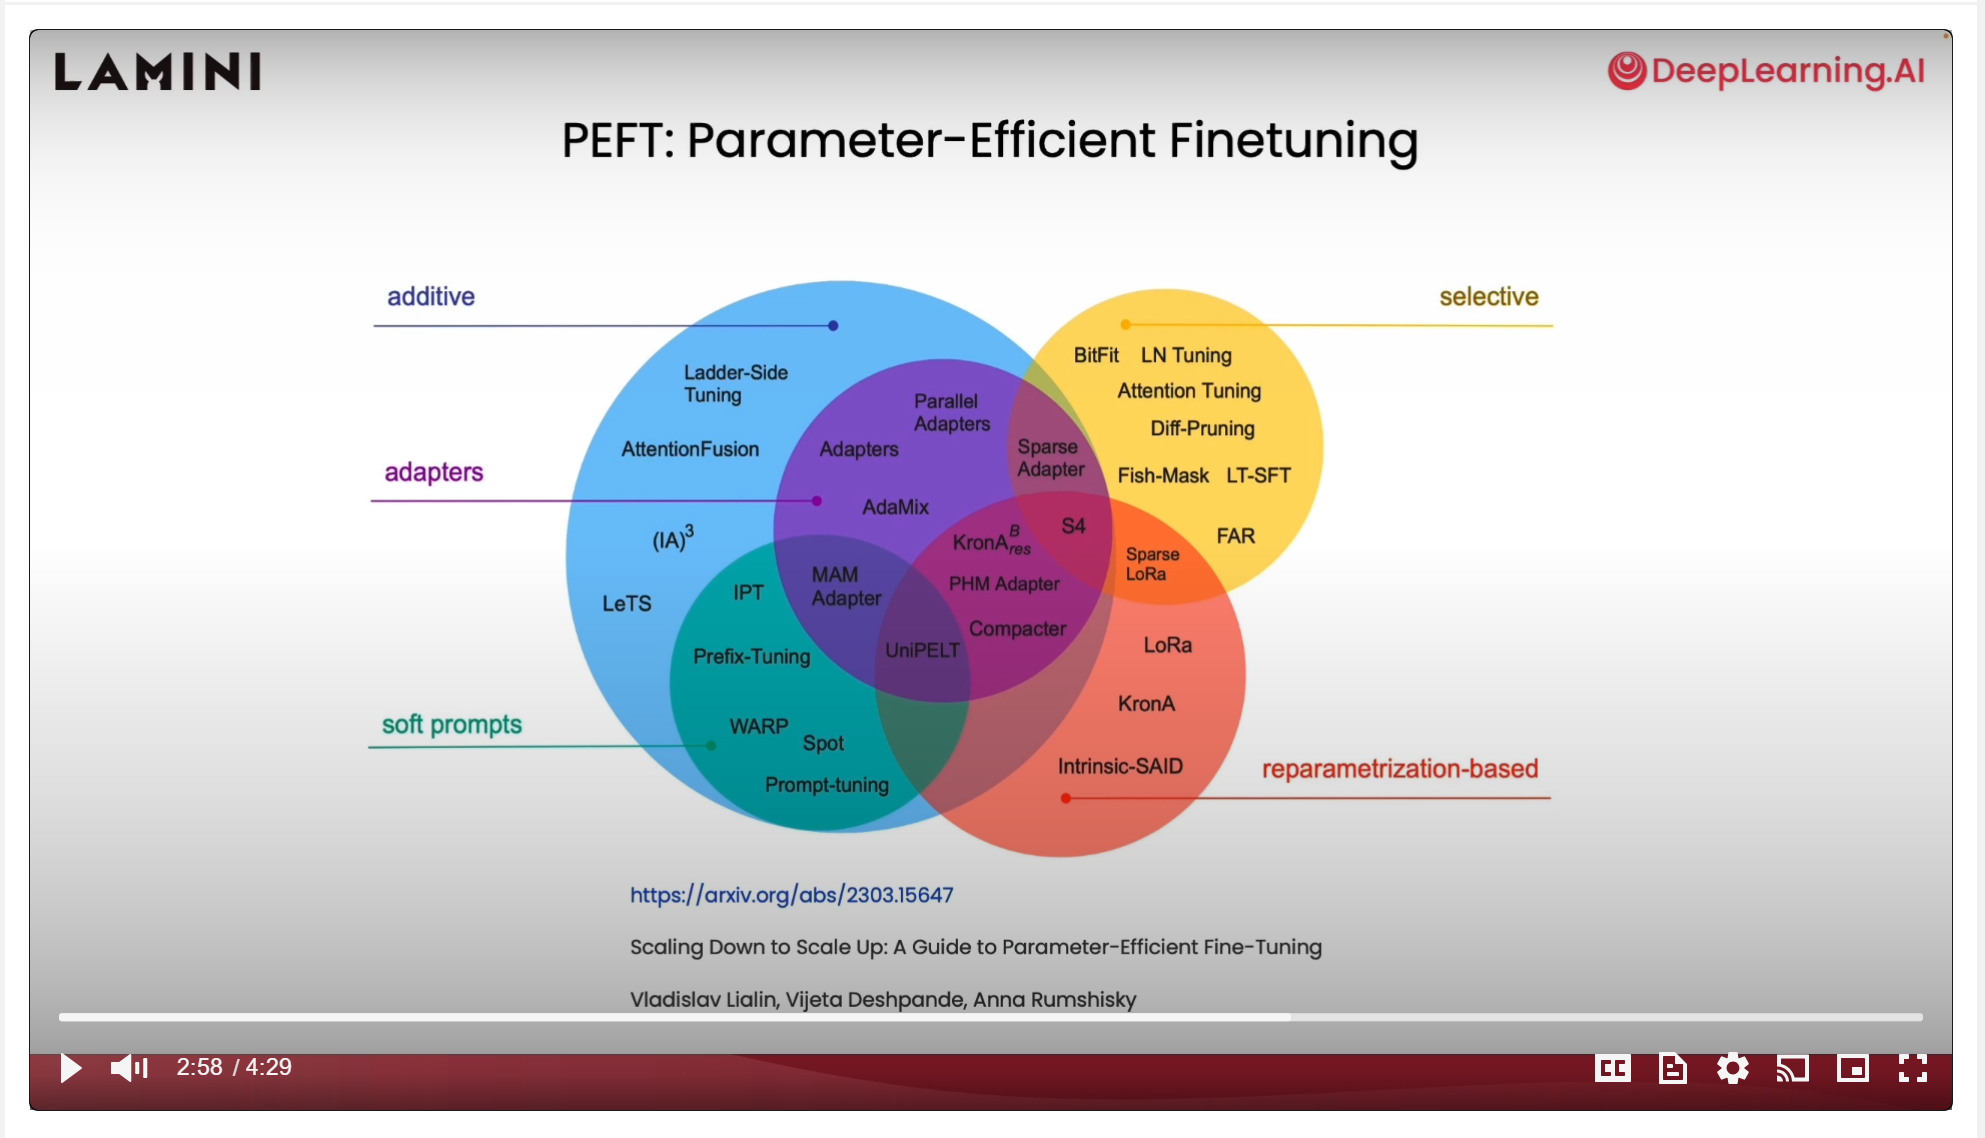 LAMINI
DeepLearning.AI
PEFT: Parameter-Efficient Finetuning
additive
selective
adapters
soft prompts
reparametrization-based
Ladder-Side
Tuning
AttentionFusion
(IA)³
LeTS
Parallel
Adapters
Adapters
AdaMix
Sparse
Adapter
BitFit LN Tuning
Attention Tuning
Diff-Pruning
Fish-Mask LT-SFT
FAR
KronA^B_res
S4
Sparse
LoRa
PHM Adapter
Compacter
MAM
Adapter
UniPELT
IPT
Prefix-Tuning
WARP
Spot
Prompt-tuning
LoRa
KronA
Intrinsic-SAID
https://arxiv.org/abs/2303.15647
Scaling Down to Scale Up: A Guide to Parameter-Efficient Fine-Tuning
Vladislav Lialin, Vijeta Deshpande, Anna Rumshisky
2:58 / 4:29
CC